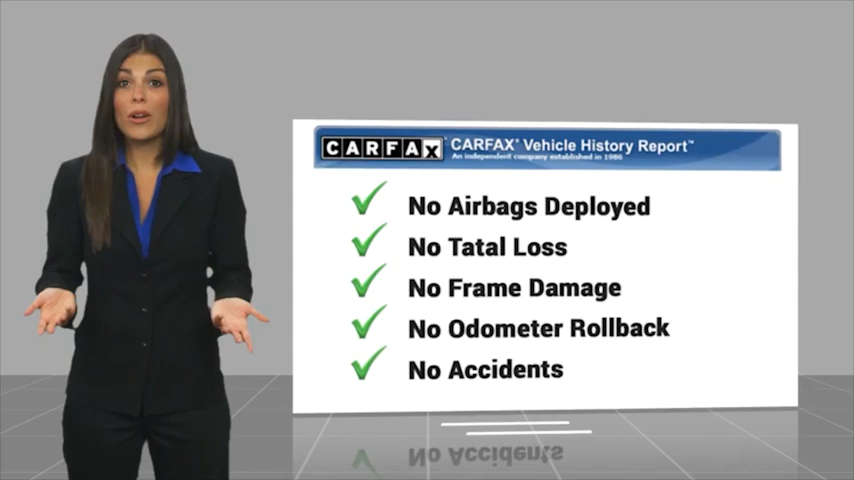 CARFAX CARFAX® Vehicle History Report™
An independent company established in 1986
No Airbags Deployed
No Tatal Loss
No Frame Damage
No Odometer Rollback
No Accidents
No Accidents